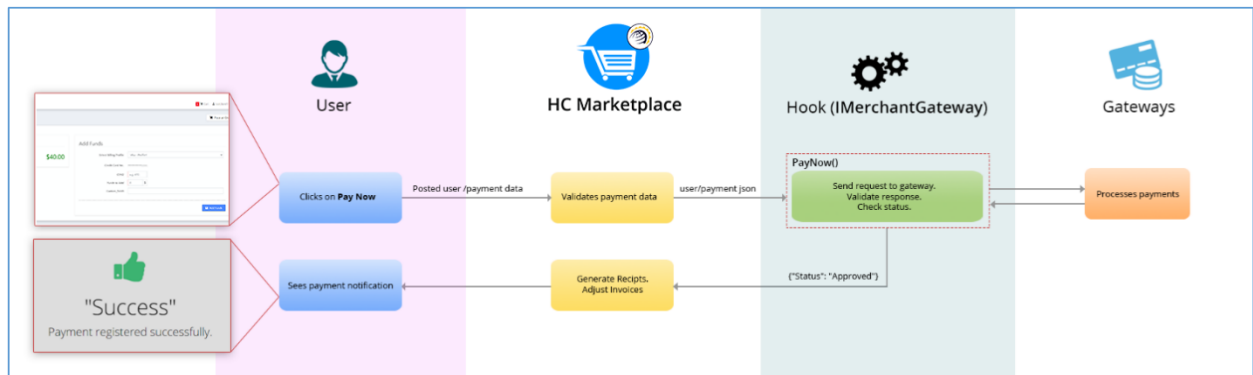 User
HC Marketplace
Hook (IMerchantGateway)
Gateways
$40.00
Add Funds
PayNow()
Clicks on Pay Now
Posted user /payment data
Validates payment data
user/payment json
Send request to gateway.
Validate response.
Check status.
Processes payments
{"Status": "Approved"}
Sees payment notification
Generate Recipts.
Adjust Invoices
"Success"
Payment registered successfully.